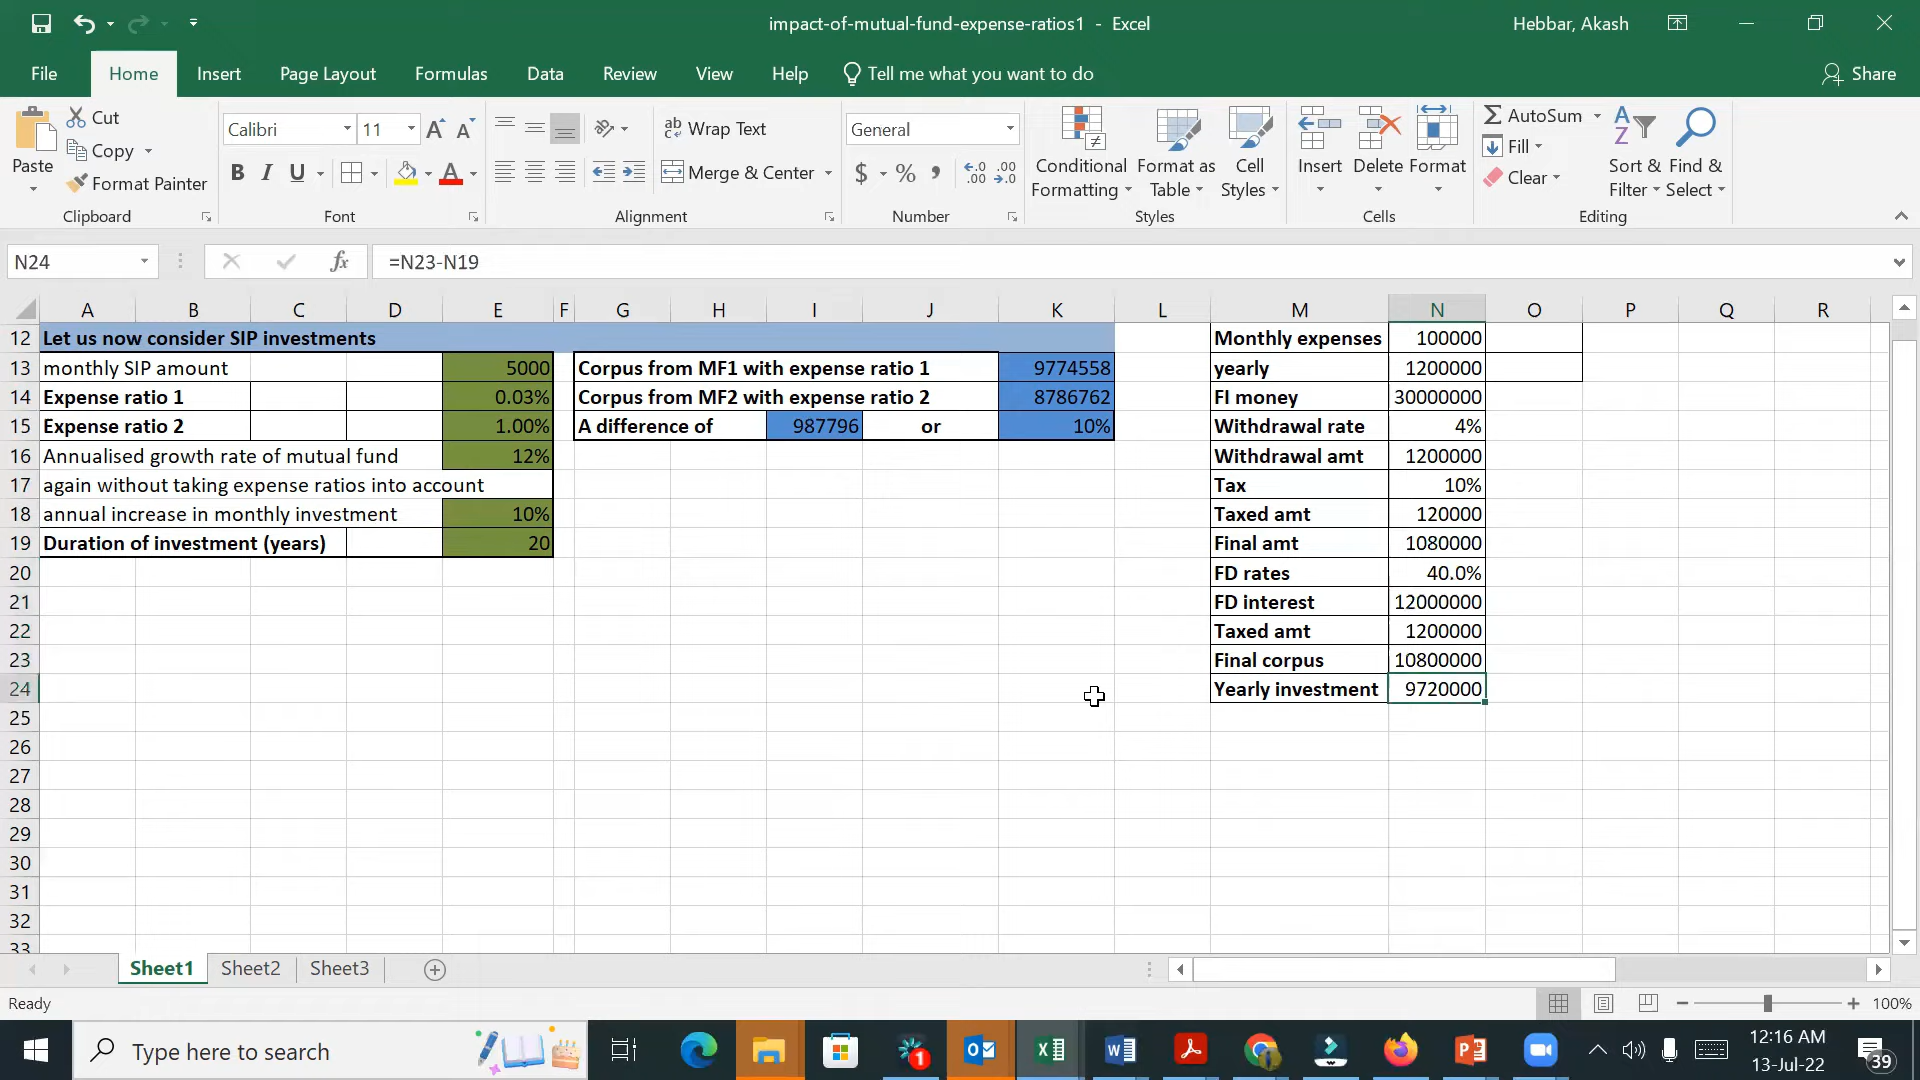 impact-of-mutual-fund-expense-ratios1 - Excel
Hebbar, Akash
File Home Insert Page Layout Formulas Data Review View Help Tell me what you want to do Share
Paste
Cut
Copy
Format Painter
Clipboard
Calibri 11
B I U
Font
Wrap Text
Merge & Center
Alignment
General
$ % ,
Number
Conditional Formatting
Format as Table
Cell Styles
Styles
Insert Delete Format
Cells
AutoSum
Fill
Clear
Sort & Filter
Find & Select
Editing
N24 fx =N23-N19
A B C D E F G H I J K L M N O P Q R
12 Let us now consider SIP investments Monthly expenses 100000
13 monthly SIP amount 5000 Corpus from MF1 with expense ratio 1 9774558 yearly 1200000
14 Expense ratio 1 0.03% Corpus from MF2 with expense ratio 2 8786762 FI money 30000000
15 Expense ratio 2 1.00% A difference of 987796 or 10% Withdrawal rate 4%
16 Annualised growth rate of mutual fund 12% Withdrawal amt 1200000
17 again without taking expense ratios into account Tax 10%
18 annual increase in monthly investment 10% Taxed amt 120000
19 Duration of investment (years) 20 Final amt 1080000
20 FD rates 40.0%
21 FD interest 12000000
22 Taxed amt 1200000
23 Final corpus 10800000
24 Yearly investment 9720000
25
26
27
28
29
30
31
32
33
Sheet1 Sheet2 Sheet3
Ready 100%
Type here to search
1
12:16 AM
13-Jul-22
39